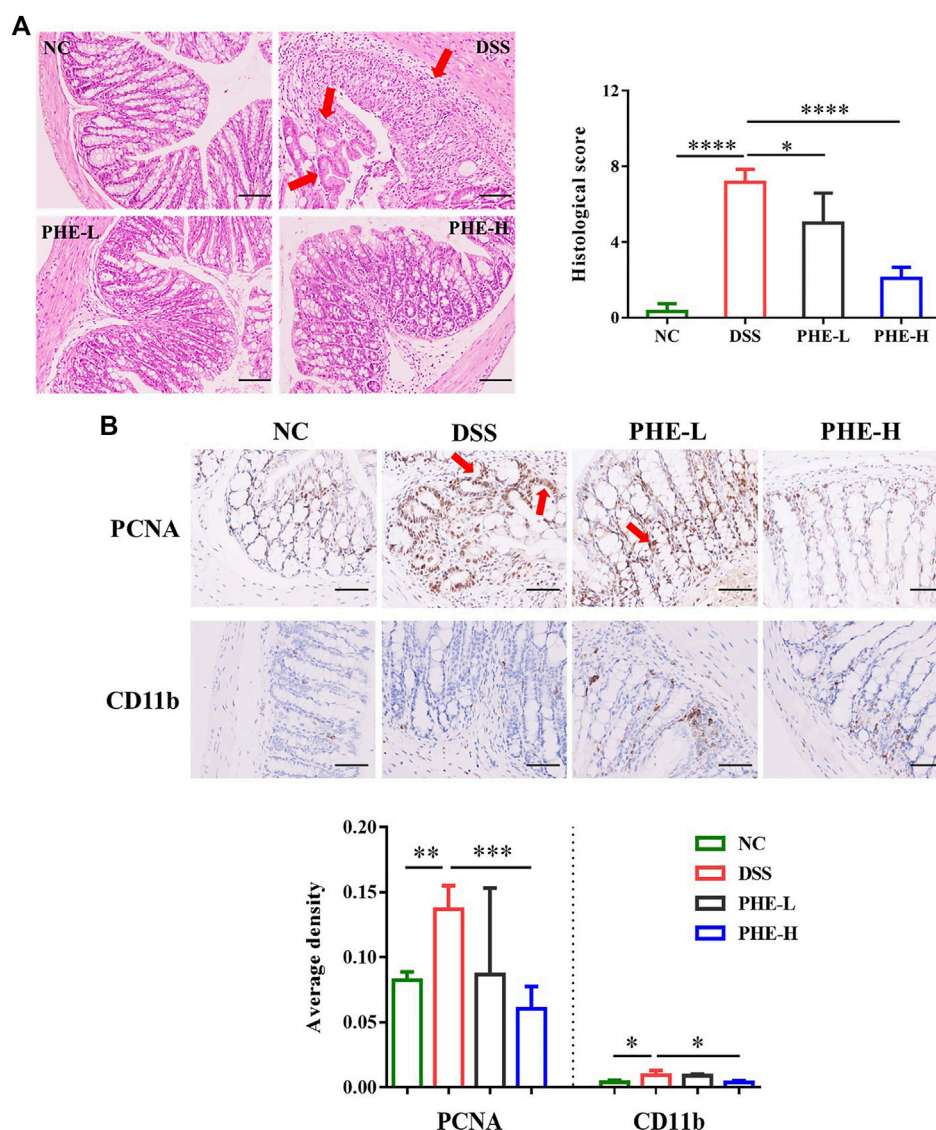 A
NC
DSS
PHE-L
PHE-H
Histological score
12
8
4
0
****
****
*
NC DSS PHE-L PHE-H
B
NC DSS PHE-L PHE-H
PCNA
CD11b
Average density
0.20
0.15
0.10
0.05
0.00
** ***
* *
PCNA CD11b
NC
DSS
PHE-L
PHE-H